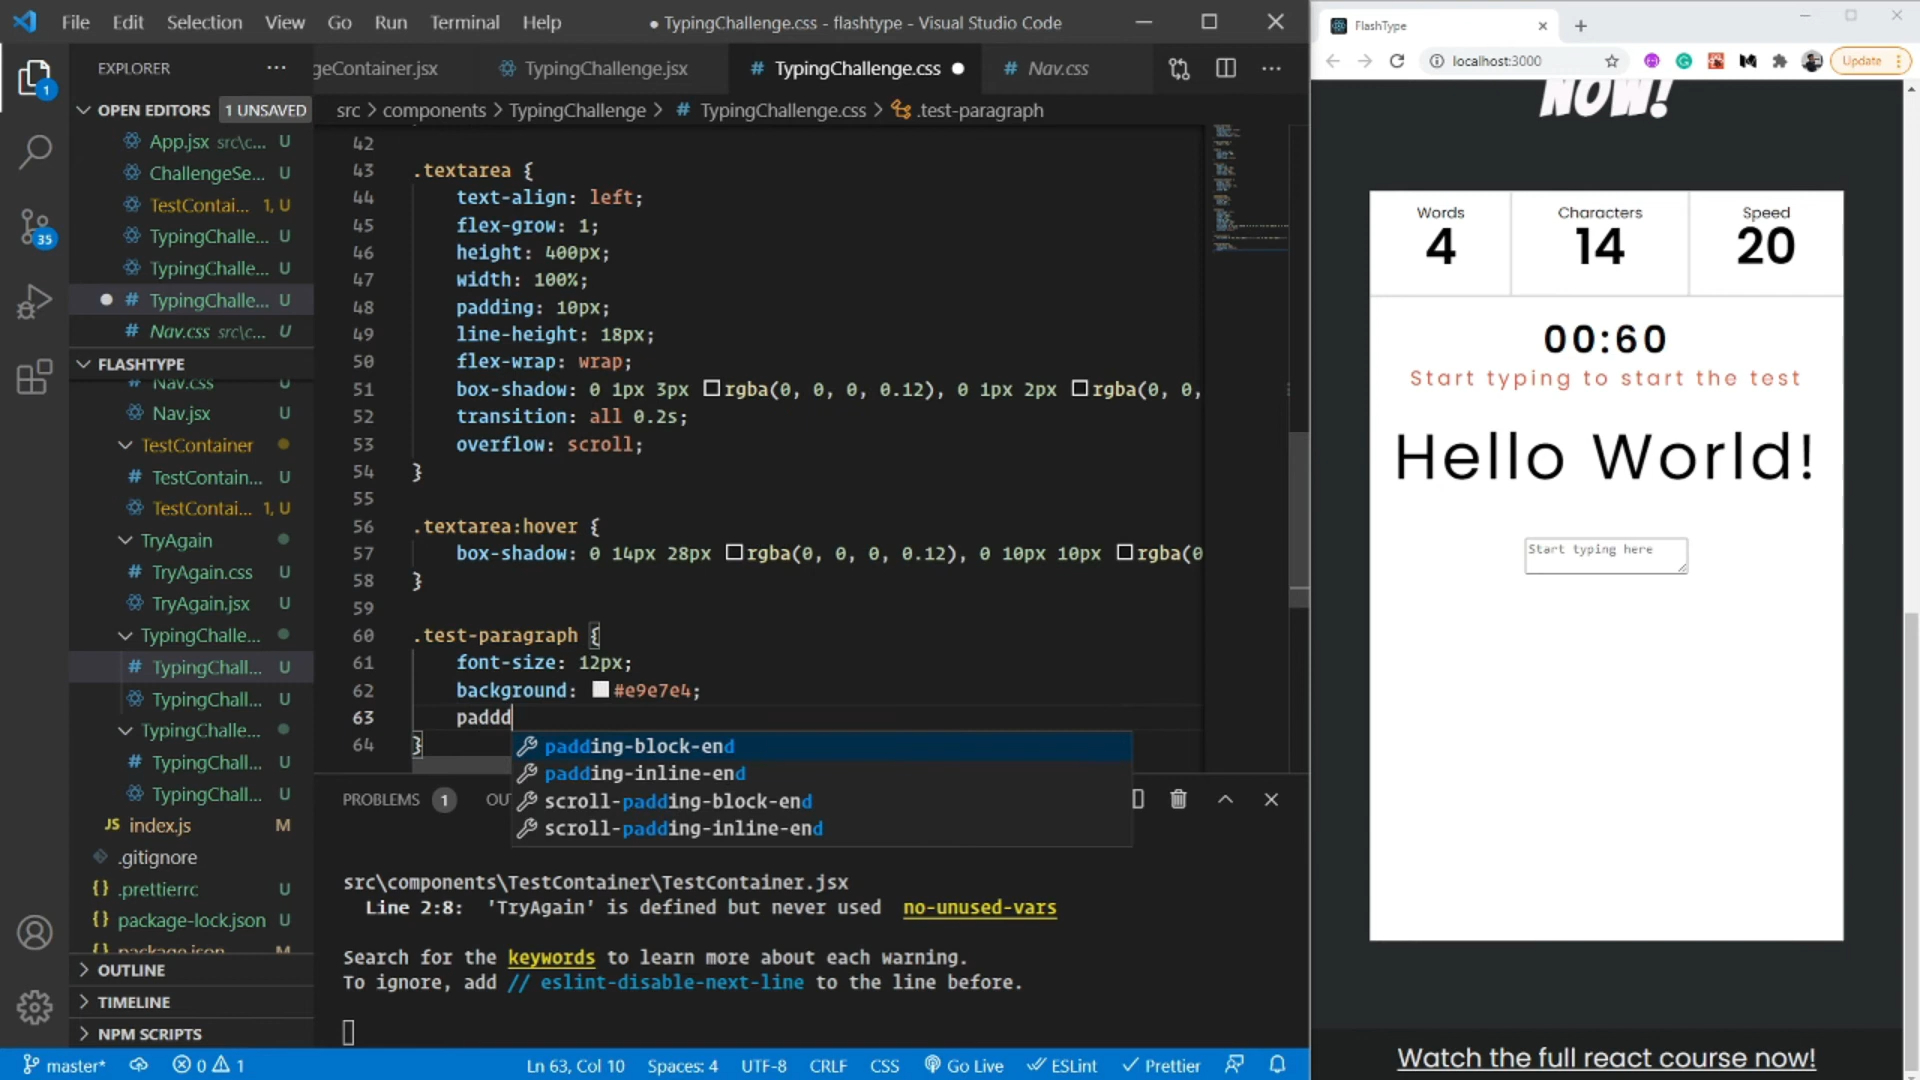 File Edit Selection View Go Run Terminal Help
● TypingChallenge.css - flashtype - Visual Studio Code
EXPLORER
geContainer.jsx TypingChallenge.jsx # TypingChallenge.css ● # Nav.css
OPEN EDITORS 1 UNSAVED
src > components > TypingChallenge > # TypingChallenge.css > .test-paragraph
App.jsx src\c... U
ChallengeSe... U
TestContai... 1, U
TypingChalle... U
TypingChalle... U
# TypingChalle... U
# Nav.css src\c... U
FLASHTYPE
# Nav.css U
Nav.jsx U
TestContainer
# TestContain... U
TestContai... 1, U
TryAgain
# TryAgain.css U
TryAgain.jsx U
TypingChalle...
# TypingChall... U
TypingChall... U
TypingChalle...
# TypingChall... U
TypingChall... U
JS index.js M
.gitignore
{} .prettierrc U
{} package-lock.json U
{} package.json M
OUTLINE
TIMELINE
NPM SCRIPTS
1
35
42
43 .textarea {
44 text-align: left;
45 flex-grow: 1;
46 height: 400px;
47 width: 100%;
48 padding: 10px;
49 line-height: 18px;
50 flex-wrap: wrap;
51 box-shadow: 0 1px 3px rgba(0, 0, 0, 0.12), 0 1px 2px rgba(0, 0,
52 transition: all 0.2s;
53 overflow: scroll;
54 }
55
56 .textarea:hover {
57 box-shadow: 0 14px 28px rgba(0, 0, 0, 0.12), 0 10px 10px rgba(0
58 }
59
60 .test-paragraph {
61 font-size: 12px;
62 background: #e9e7e4;
63 paddd
64 }
padding-block-end
padding-inline-end
scroll-padding-block-end
scroll-padding-inline-end
PROBLEMS 1 OU
src\components\TestContainer\TestContainer.jsx
Line 2:8: 'TryAgain' is defined but never used no-unused-vars
Search for the keywords to learn more about each warning.
To ignore, add // eslint-disable-next-line to the line before.
master* 0 1 Ln 63, Col 10 Spaces: 4 UTF-8 CRLF CSS Go Live ESLint Prettier
FlashType
localhost:3000
Update
NOW!
Words Characters Speed
4 14 20
00:60
Start typing to start the test
Hello World!
Start typing here
Watch the full react course now!